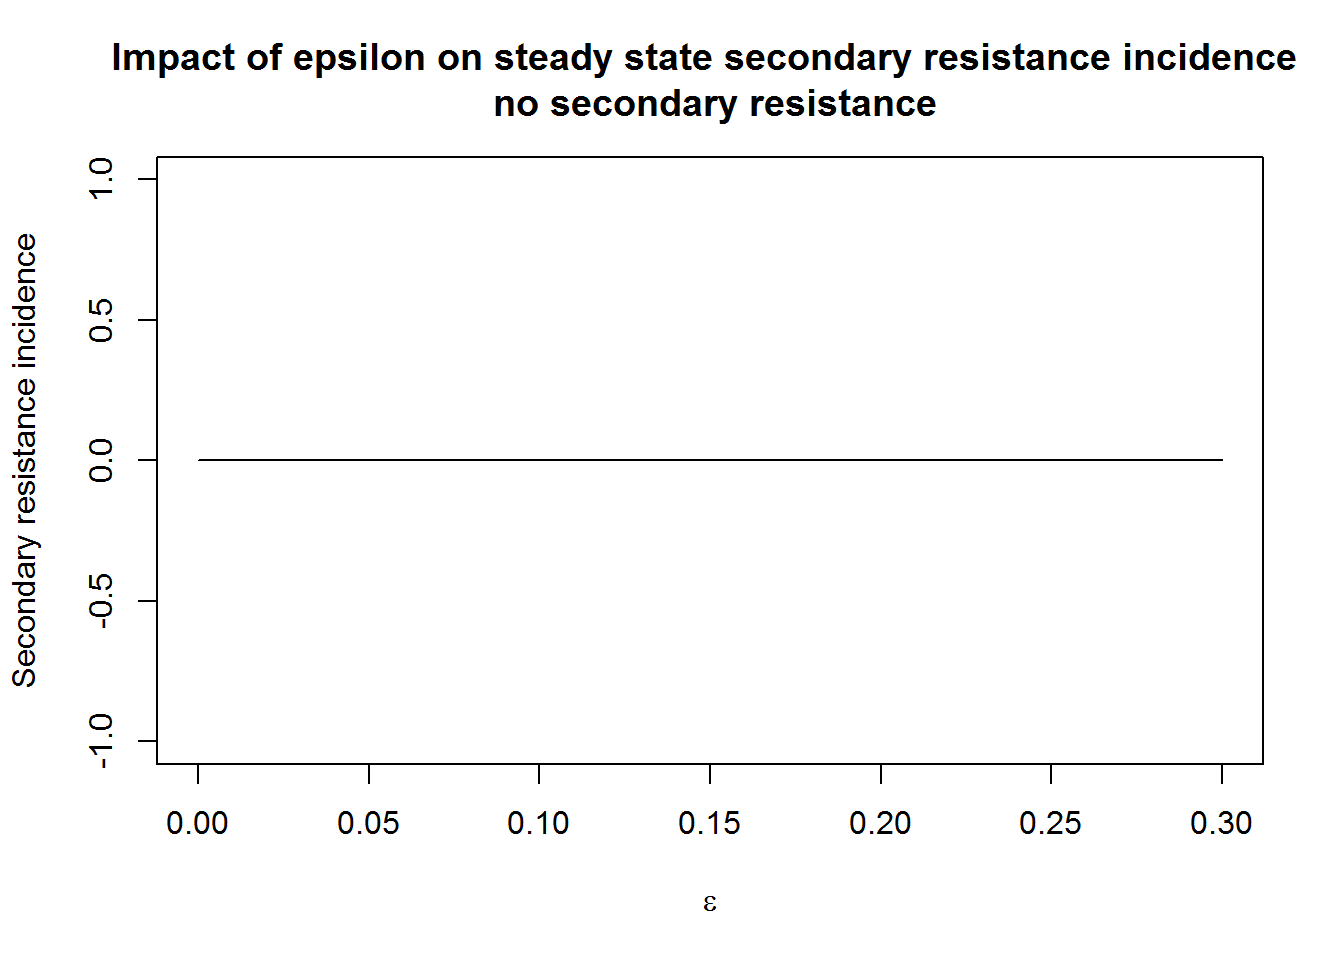 Impact of epsilon on steady state secondary resistance incidence
no secondary resistance
Secondary resistance incidence
1.0
0.5
0.0
-0.5
-1.0
0.00 0.05 0.10 0.15 0.20 0.25 0.30
ε